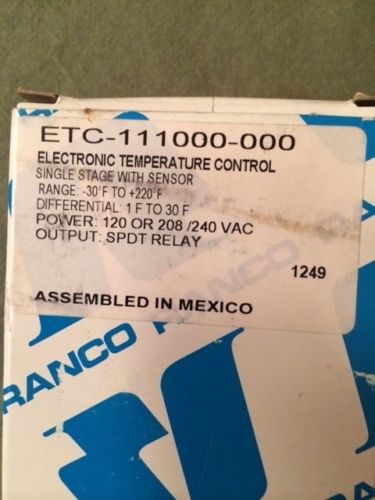 ETC-111000-000
ELECTRONIC TEMPERATURE CONTROL
SINGLE STAGE WITH SENSOR
RANGE: -30°F TO +220°F
DIFFERENTIAL: 1 F TO 30 F
POWER: 120 OR 208 /240 VAC
OUTPUT: SPDT RELAY
1249
ASSEMBLED IN MEXICO
RANCO RANCO